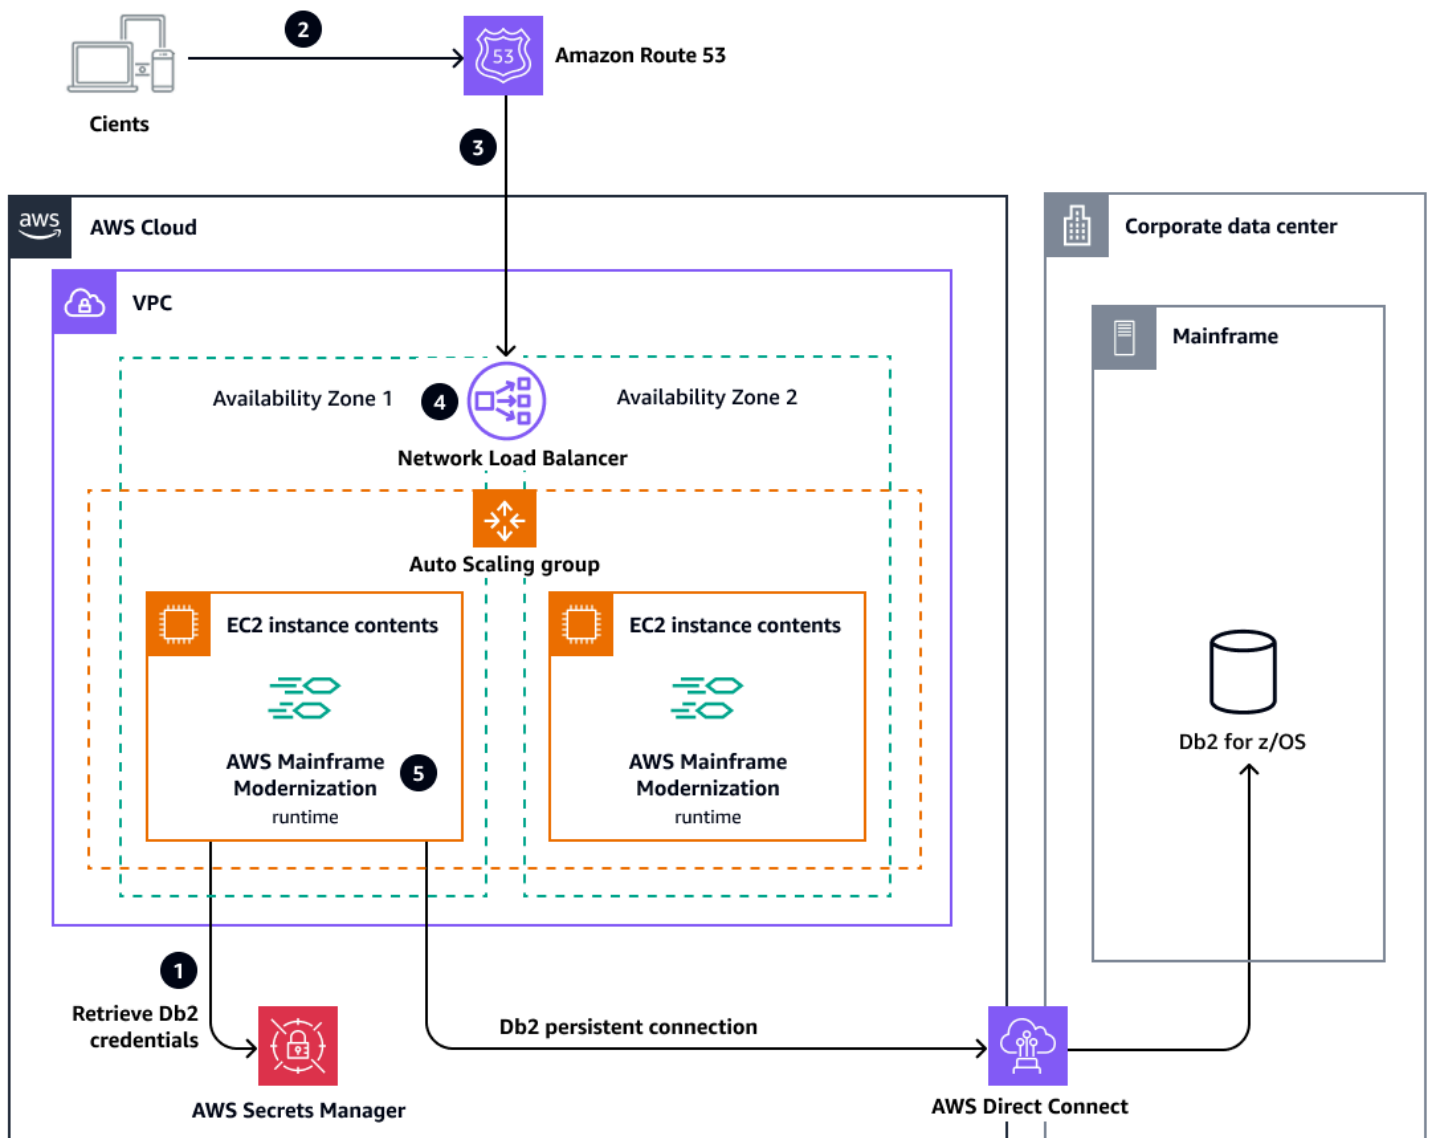 2
53
Amazon Route 53
Cients
3
aws
AWS Cloud
Corporate data center
VPC
Mainframe
Availability Zone 1
4
Availability Zone 2
Network Load Balancer
Auto Scaling group
EC2 instance contents
EC2 instance contents
AWS Mainframe
Modernization
runtime
5
AWS Mainframe
Modernization
runtime
Db2 for z/OS
1
Retrieve Db2
credentials
Db2 persistent connection
AWS Secrets Manager
AWS Direct Connect